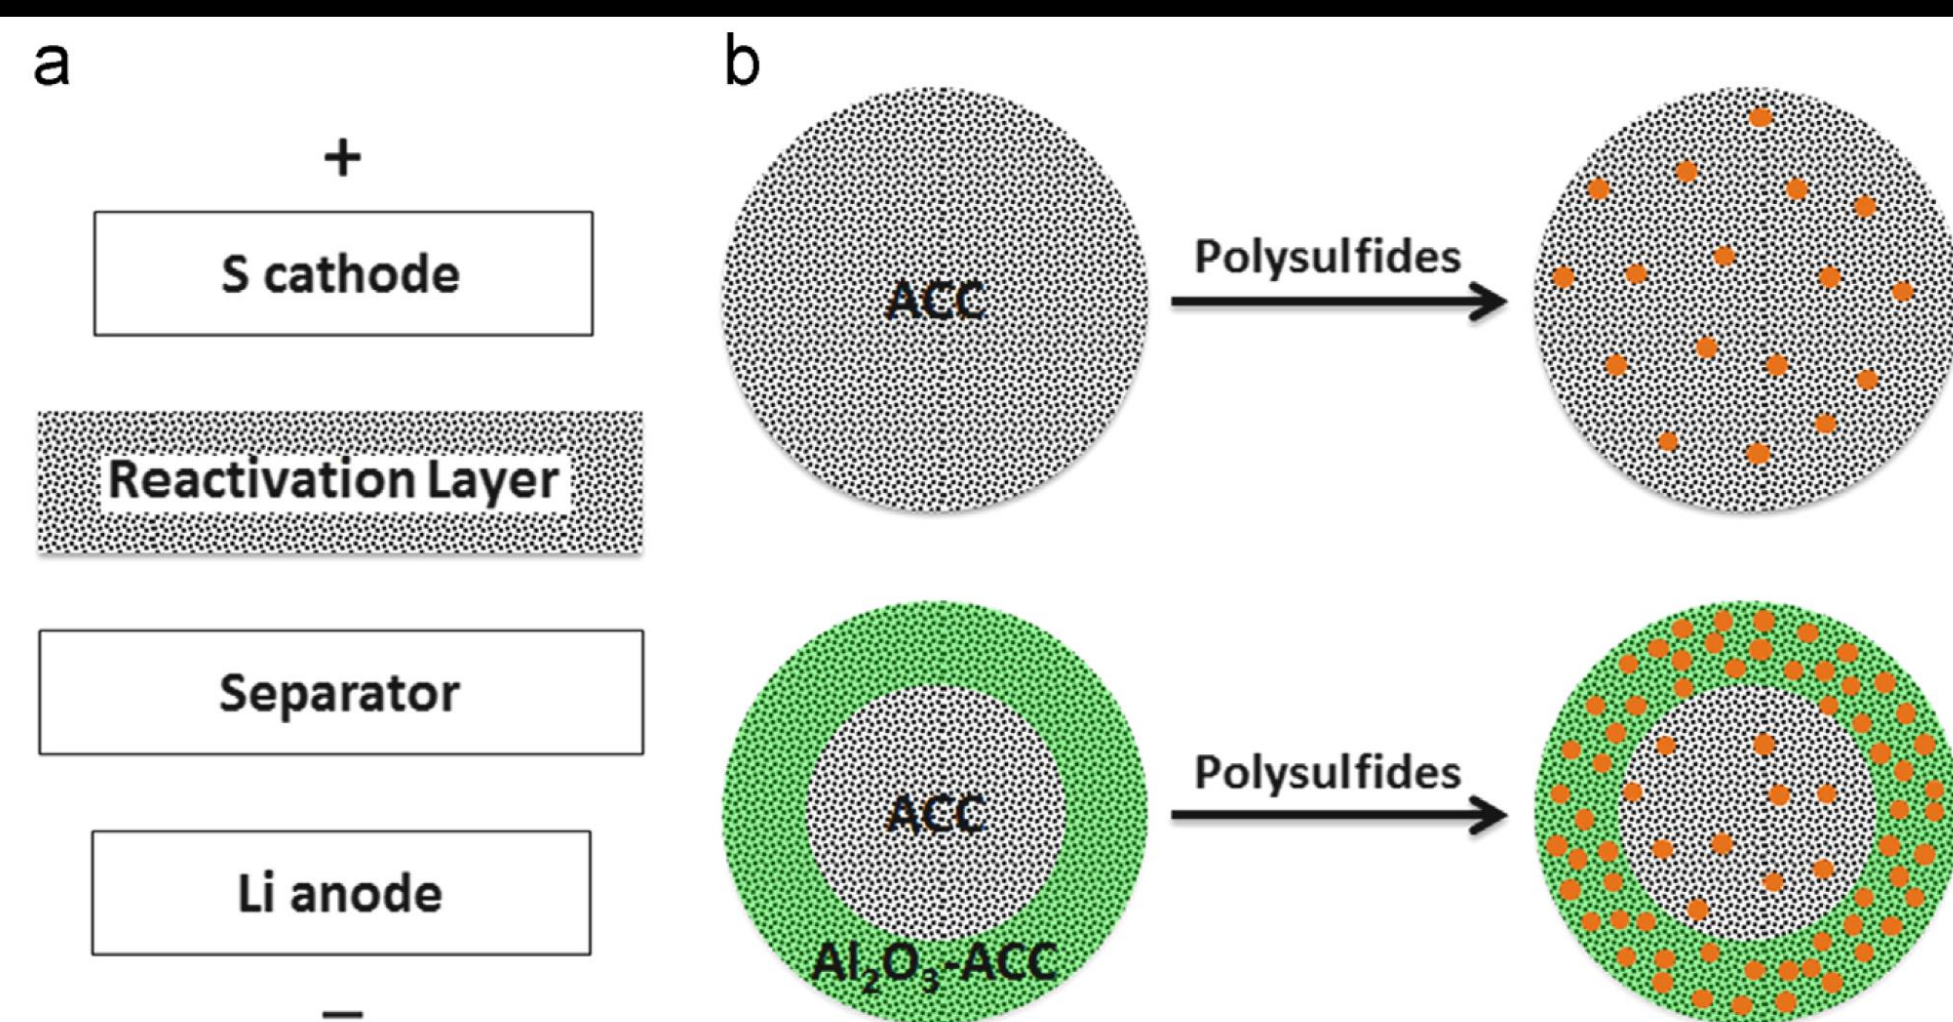 a
+
S cathode
Reactivation Layer
Separator
Li anode
−
b
ACC
Polysulfides
ACC
Al₂O₃-ACC
Polysulfides